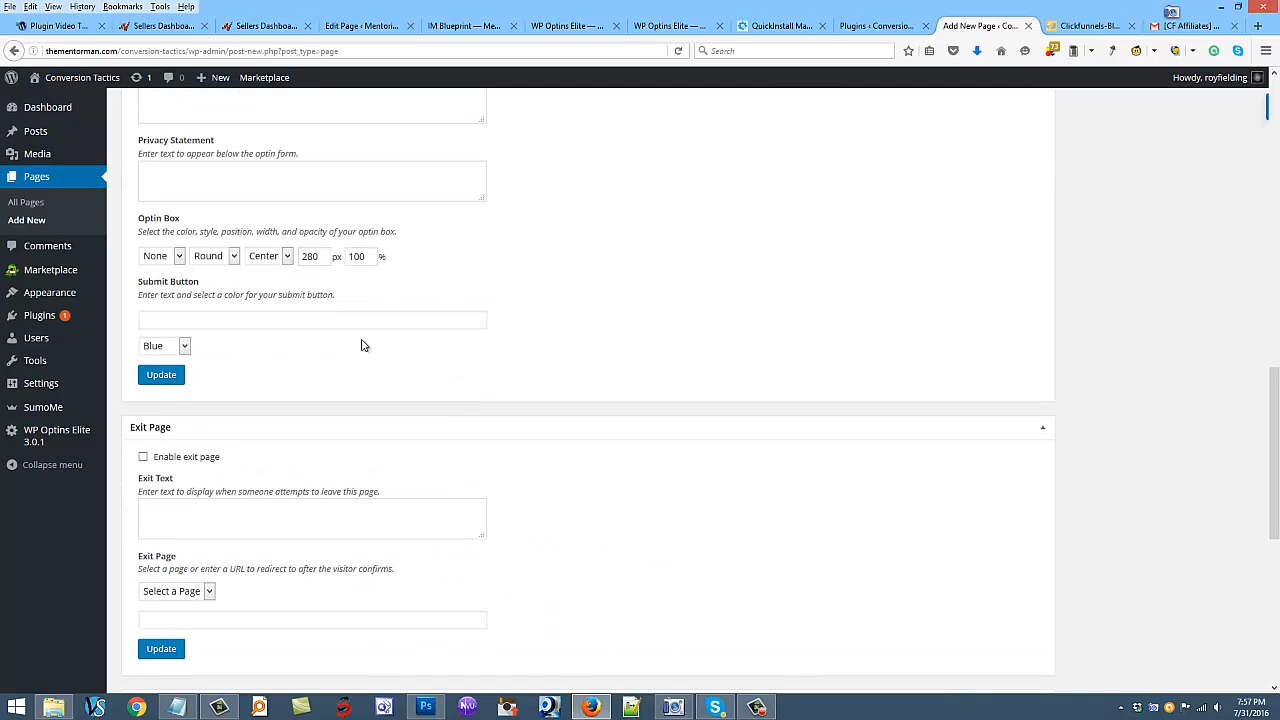 File Edit View History Bookmarks Tools Help
Plugin Video T... Sellers Dashboa... Sellers Dashboa... Edit Page ‹ Mentori... IM Blueprint — Me... WP Optins Elite —... WP Optins Elite —... QuickInstall Ma... Plugins ‹ Conversio... Add New Page ‹ Co... Clickfunnels-Bl... [CF Affiliates] ...
thementorman.com/conversion-tactics/wp-admin/post-new.php?post_type=page
Search
73
Conversion Tactics 1 0 New Marketplace
Howdy, royfielding
Dashboard
Posts
Media
Pages
All Pages
Add New
Comments
Marketplace
Appearance
Plugins 1
Users
Tools
Settings
SumoMe
WP Optins Elite
3.0.1
Collapse menu
Privacy Statement
Enter text to appear below the optin form.
Optin Box
Select the color, style, position, width, and opacity of your optin box.
None Round Center 280 px 100 %
Submit Button
Enter text and select a color for your submit button.
Blue
Update
Exit Page
Enable exit page
Exit Text
Enter text to display when someone attempts to leave this page.
Exit Page
Select a page or enter a URL to redirect to after the visitor confirms.
Select a Page
Update
7:57 PM
7/31/2016